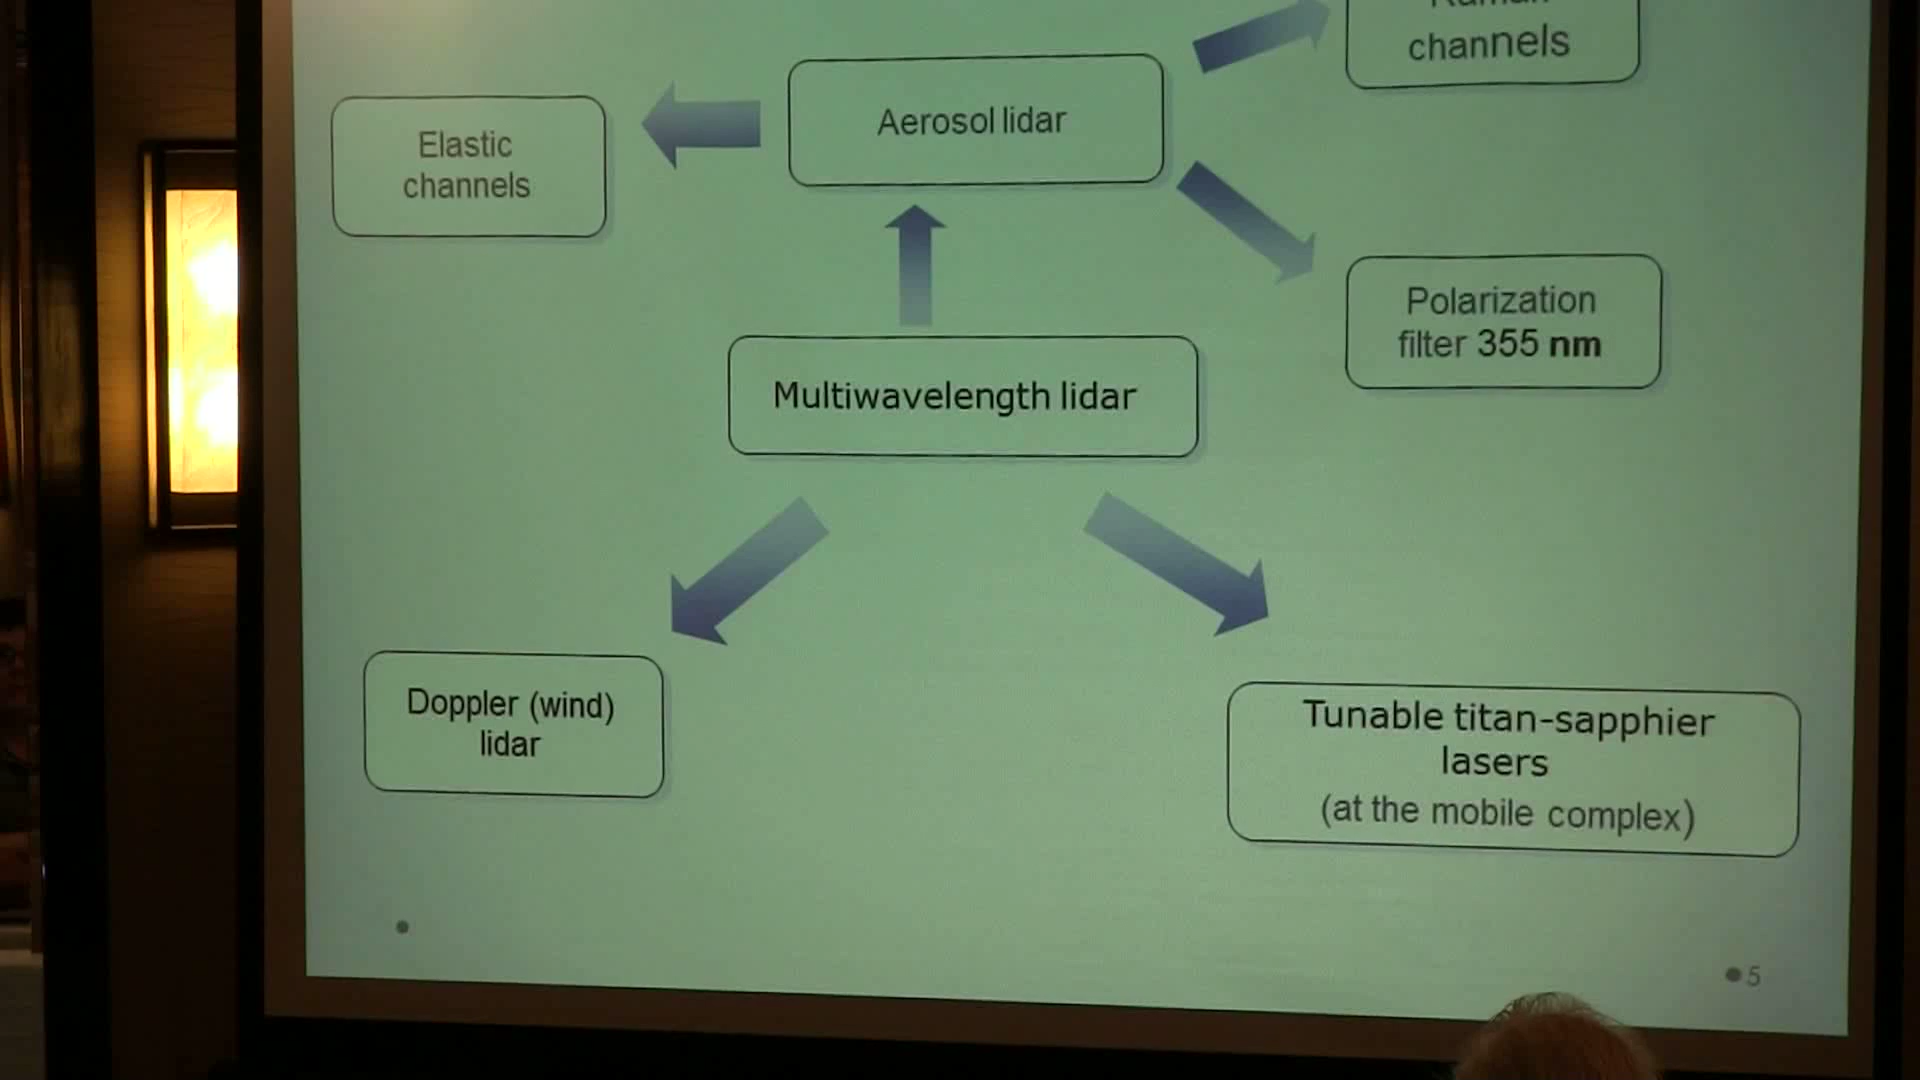 channels
Aerosol lidar
Elastic
channels
Polarization
filter 355 nm
Multiwavelength lidar
Doppler (wind)
lidar
Tunable titan-sapphier
lasers
(at the mobile complex)
5